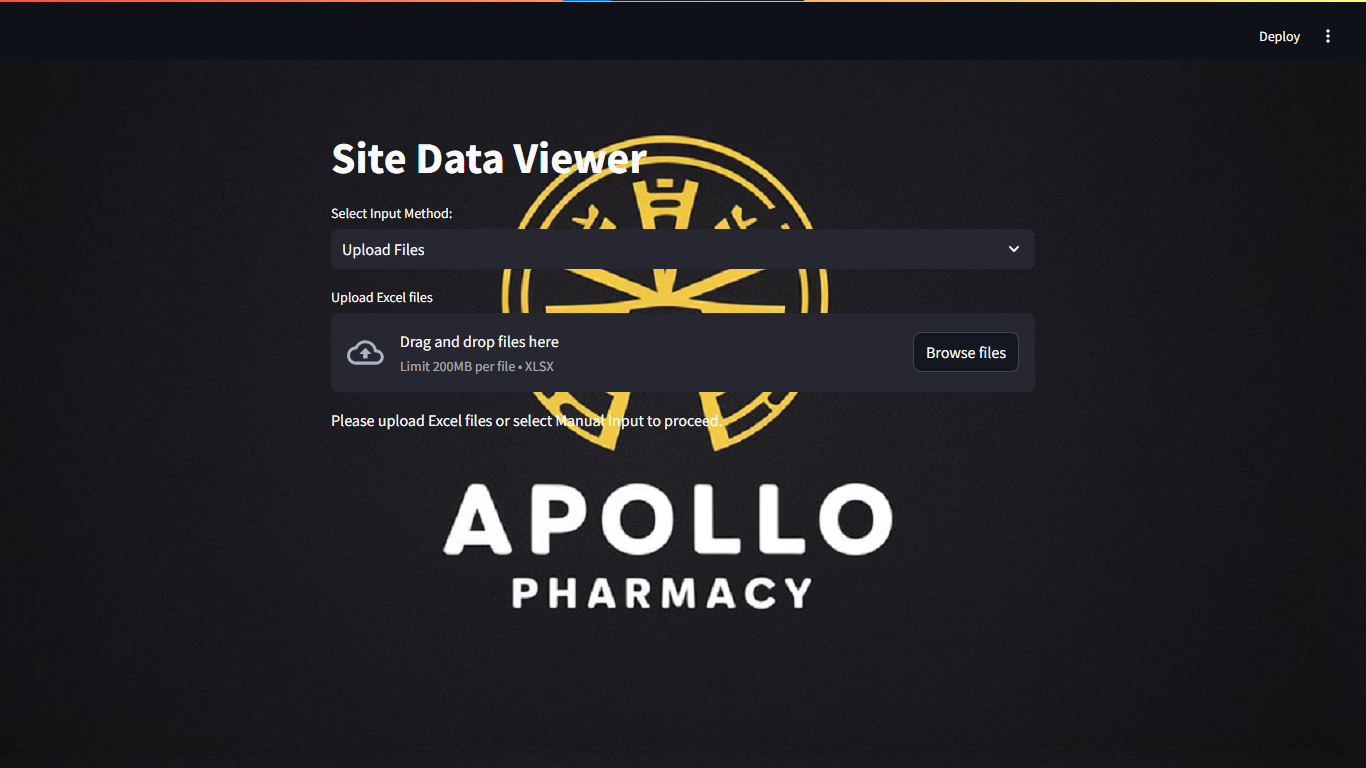 Deploy
Site Data Viewer
Select Input Method:
Upload Files
Upload Excel files
Drag and drop files here
Limit 200MB per file • XLSX
Browse files
Please upload Excel files or select Manual Input to proceed.
APOLLO
PHARMACY